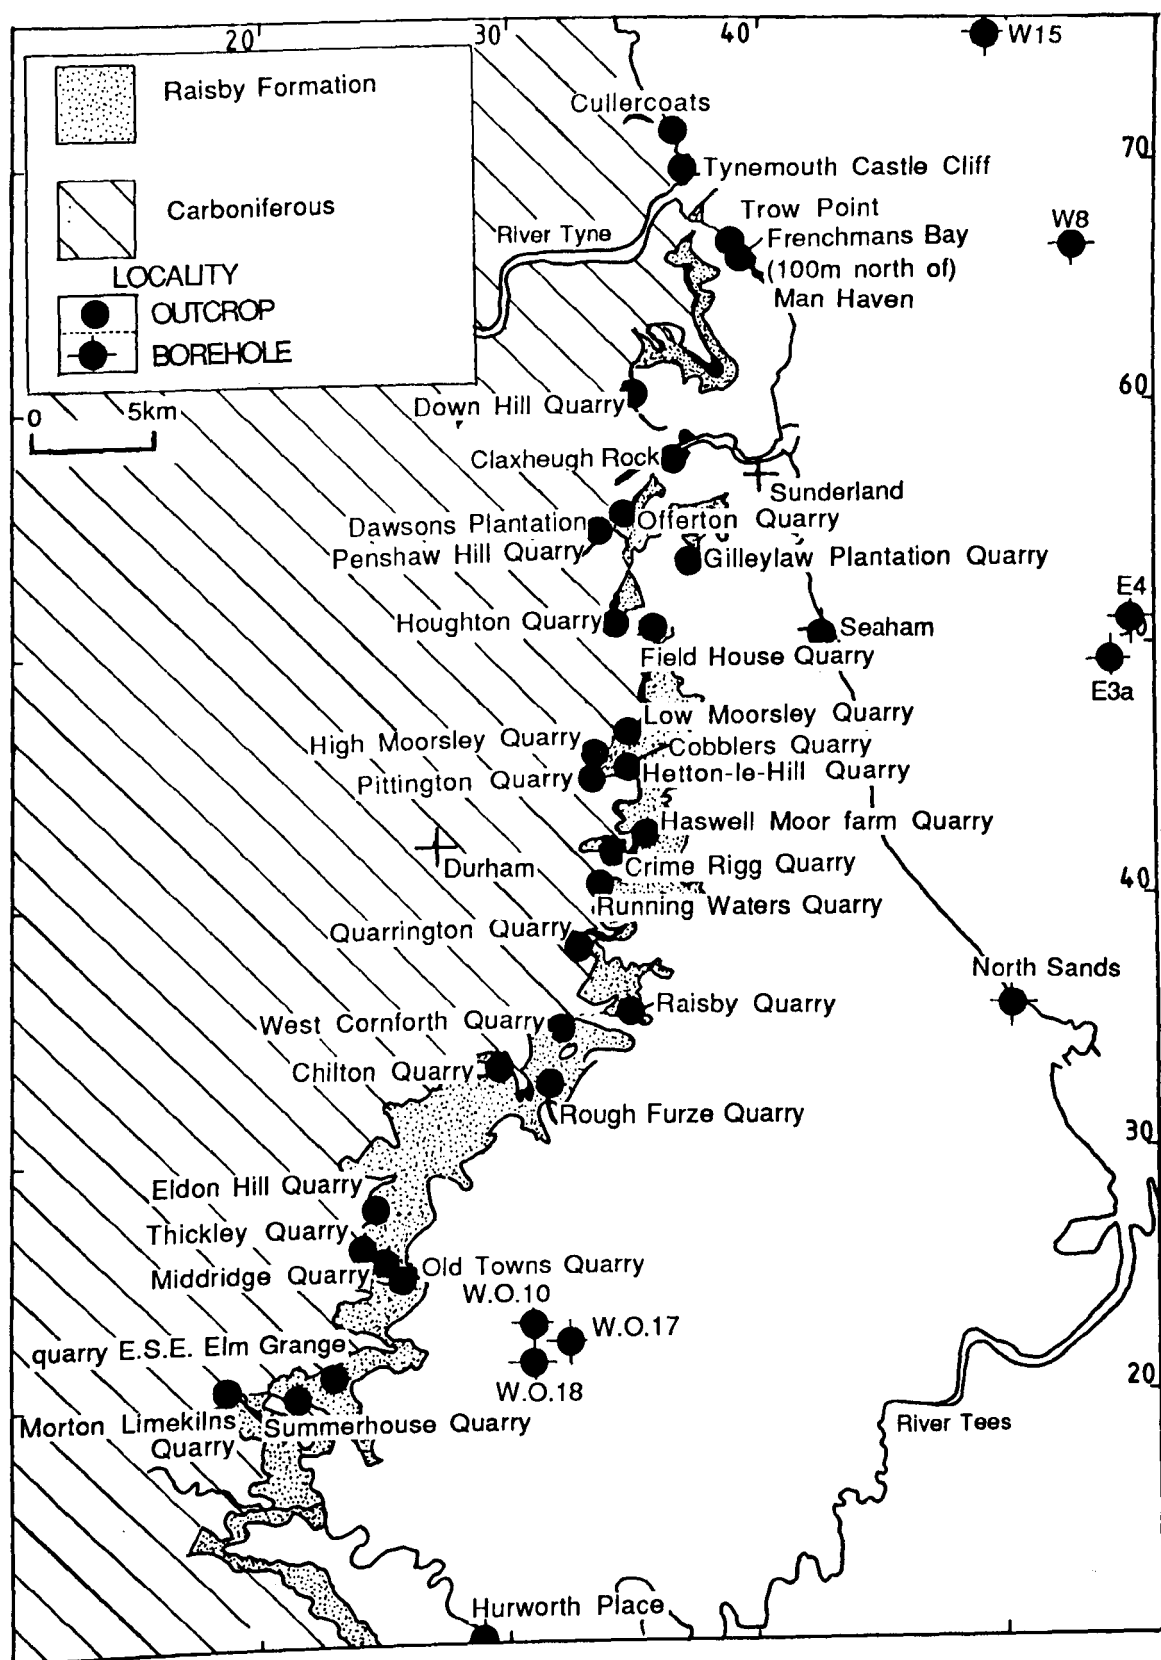 20
30
40
W15
Raisby Formation
Cullercoats
70
Tynemouth Castle Cliff
Carboniferous
Trow Point
W8
River Tyne
Frenchmans Bay
(100m north of)
Man Haven
LOCALITY
OUTCROP
BOREHOLE
60
0 5km
Down Hill Quarry
Claxheugh Rock
Sunderland
Dawsons Plantation
Offerton Quarry
Penshaw Hill Quarry
Gilleylaw Plantation Quarry
E4
Houghton Quarry
Seaham
Field House Quarry
E3a
Low Moorsley Quarry
High Moorsley Quarry
Cobblers Quarry
Pittington Quarry
Hetton-le-Hill Quarry
Haswell Moor farm Quarry
Durham
Crime Rigg Quarry
40
Running Waters Quarry
Quarrington Quarry
North Sands
Raisby Quarry
West Cornforth Quarry
Chilton Quarry
Rough Furze Quarry
30
Eldon Hill Quarry
Thickley Quarry
Middridge Quarry
Old Towns Quarry
W.O.10
W.O.17
quarry E.S.E. Elm Grange
W.O.18
20
Morton Limekilns
Quarry
Summerhouse Quarry
River Tees
Hurworth Place